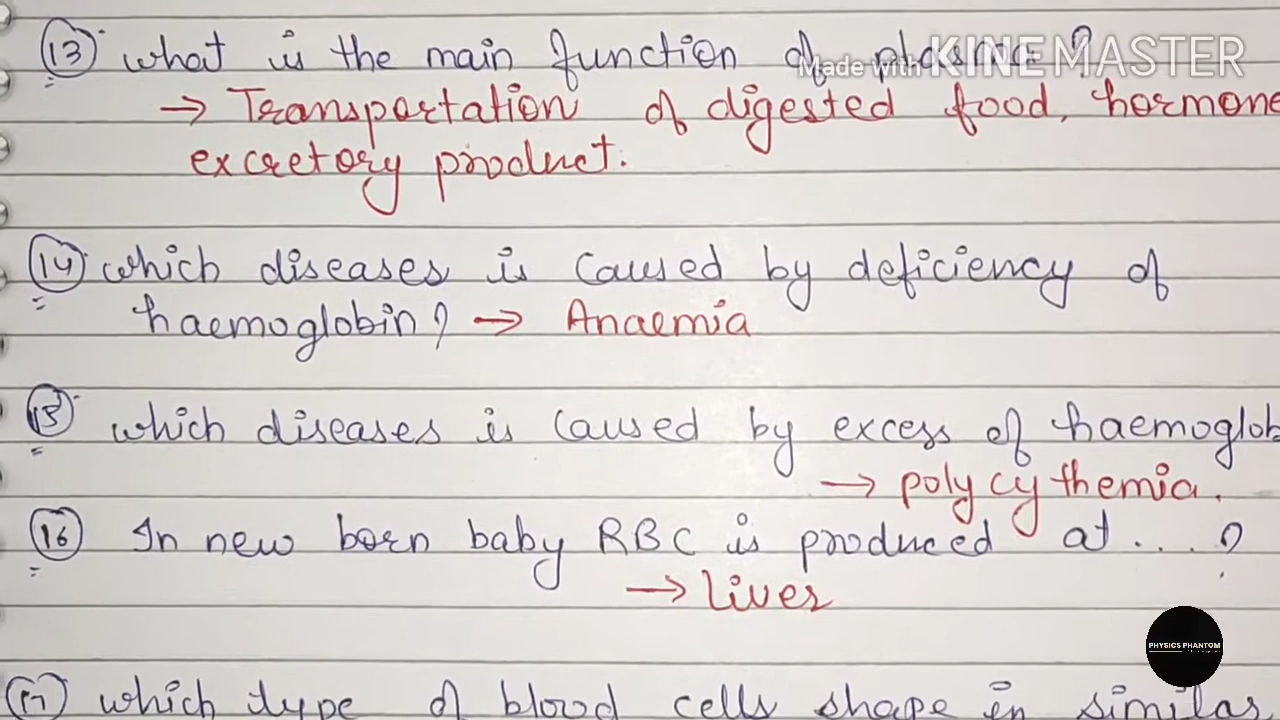 (13) what is the main function of plasma?
Made with KINEMASTER
→ Transportation of digested food, hormone
excretory product.
(14) which diseases is caused by deficiency of
haemoglobin? → Anaemia
(15) which diseases is caused by excess of haemoglob
→ polycythemia.
(16) In new born baby RBC is produced at ....?
→ liver
PHYSICS PHANTOM
(17) which type of blood cells shape in similar